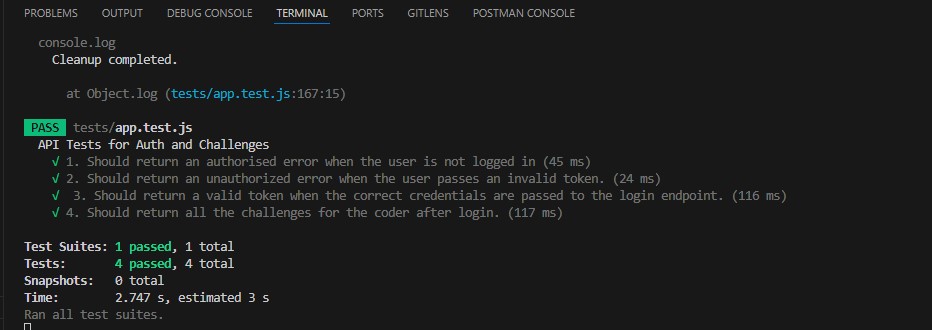 PROBLEMS OUTPUT DEBUG CONSOLE TERMINAL PORTS GITLENS POSTMAN CONSOLE
console.log
Cleanup completed.
at Object.log (tests/app.test.js:167:15)
PASS tests/app.test.js
API Tests for Auth and Challenges
√ 1. Should return an authorised error when the user is not logged in (45 ms)
√ 2. Should return an unauthorized error when the user passes an invalid token. (24 ms)
√  3. Should return a valid token when the correct credentials are passed to the login endpoint. (116 ms)
√ 4. Should return all the challenges for the coder after login. (117 ms)
Test Suites: 1 passed, 1 total
Tests: 4 passed, 4 total
Snapshots: 0 total
Time: 2.747 s, estimated 3 s
Ran all test suites.